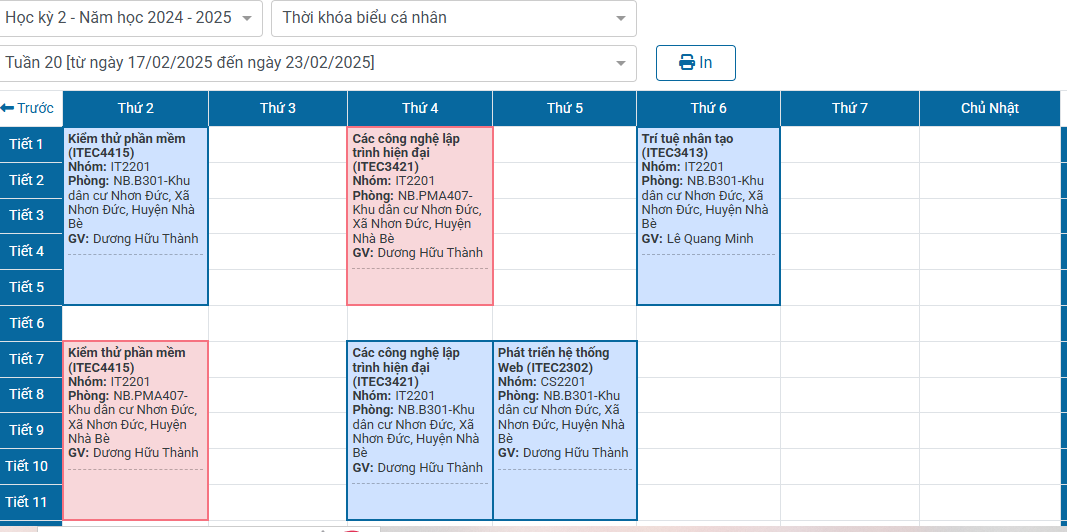 Học kỳ 2 - Năm học 2024 - 2025
Thời khóa biểu cá nhân
Tuần 20 [từ ngày 17/02/2025 đến ngày 23/02/2025]
In
Trước
Thứ 2
Thứ 3
Thứ 4
Thứ 5
Thứ 6
Thứ 7
Chủ Nhật
Tiết 1
Tiết 2
Tiết 3
Tiết 4
Tiết 5
Tiết 6
Tiết 7
Tiết 8
Tiết 9
Tiết 10
Tiết 11
Kiểm thử phần mềm
(ITEC4415)
Nhóm: IT2201
Phòng: NB.B301-Khu
dân cư Nhơn Đức, Xã
Nhơn Đức, Huyện Nhà
Bè
GV: Dương Hữu Thành
Các công nghệ lập
trình hiện đại
(ITEC3421)
Nhóm: IT2201
Phòng: NB.PMA407-
Khu dân cư Nhơn Đức,
Xã Nhơn Đức, Huyện
Nhà Bè
GV: Dương Hữu Thành
Trí tuệ nhân tạo
(ITEC3413)
Nhóm: IT2201
Phòng: NB.B301-Khu
dân cư Nhơn Đức, Xã
Nhơn Đức, Huyện Nhà
Bè
GV: Lê Quang Minh
Kiểm thử phần mềm
(ITEC4415)
Nhóm: IT2201
Phòng: NB.PMA407-
Khu dân cư Nhơn Đức,
Xã Nhơn Đức, Huyện
Nhà Bè
GV: Dương Hữu Thành
Các công nghệ lập
trình hiện đại
(ITEC3421)
Nhóm: IT2201
Phòng: NB.B301-Khu
dân cư Nhơn Đức, Xã
Nhơn Đức, Huyện Nhà
Bè
GV: Dương Hữu Thành
Phát triển hệ thống
Web (ITEC2302)
Nhóm: CS2201
Phòng: NB.B301-Khu
dân cư Nhơn Đức, Xã
Nhơn Đức, Huyện Nhà
Bè
GV: Dương Hữu Thành